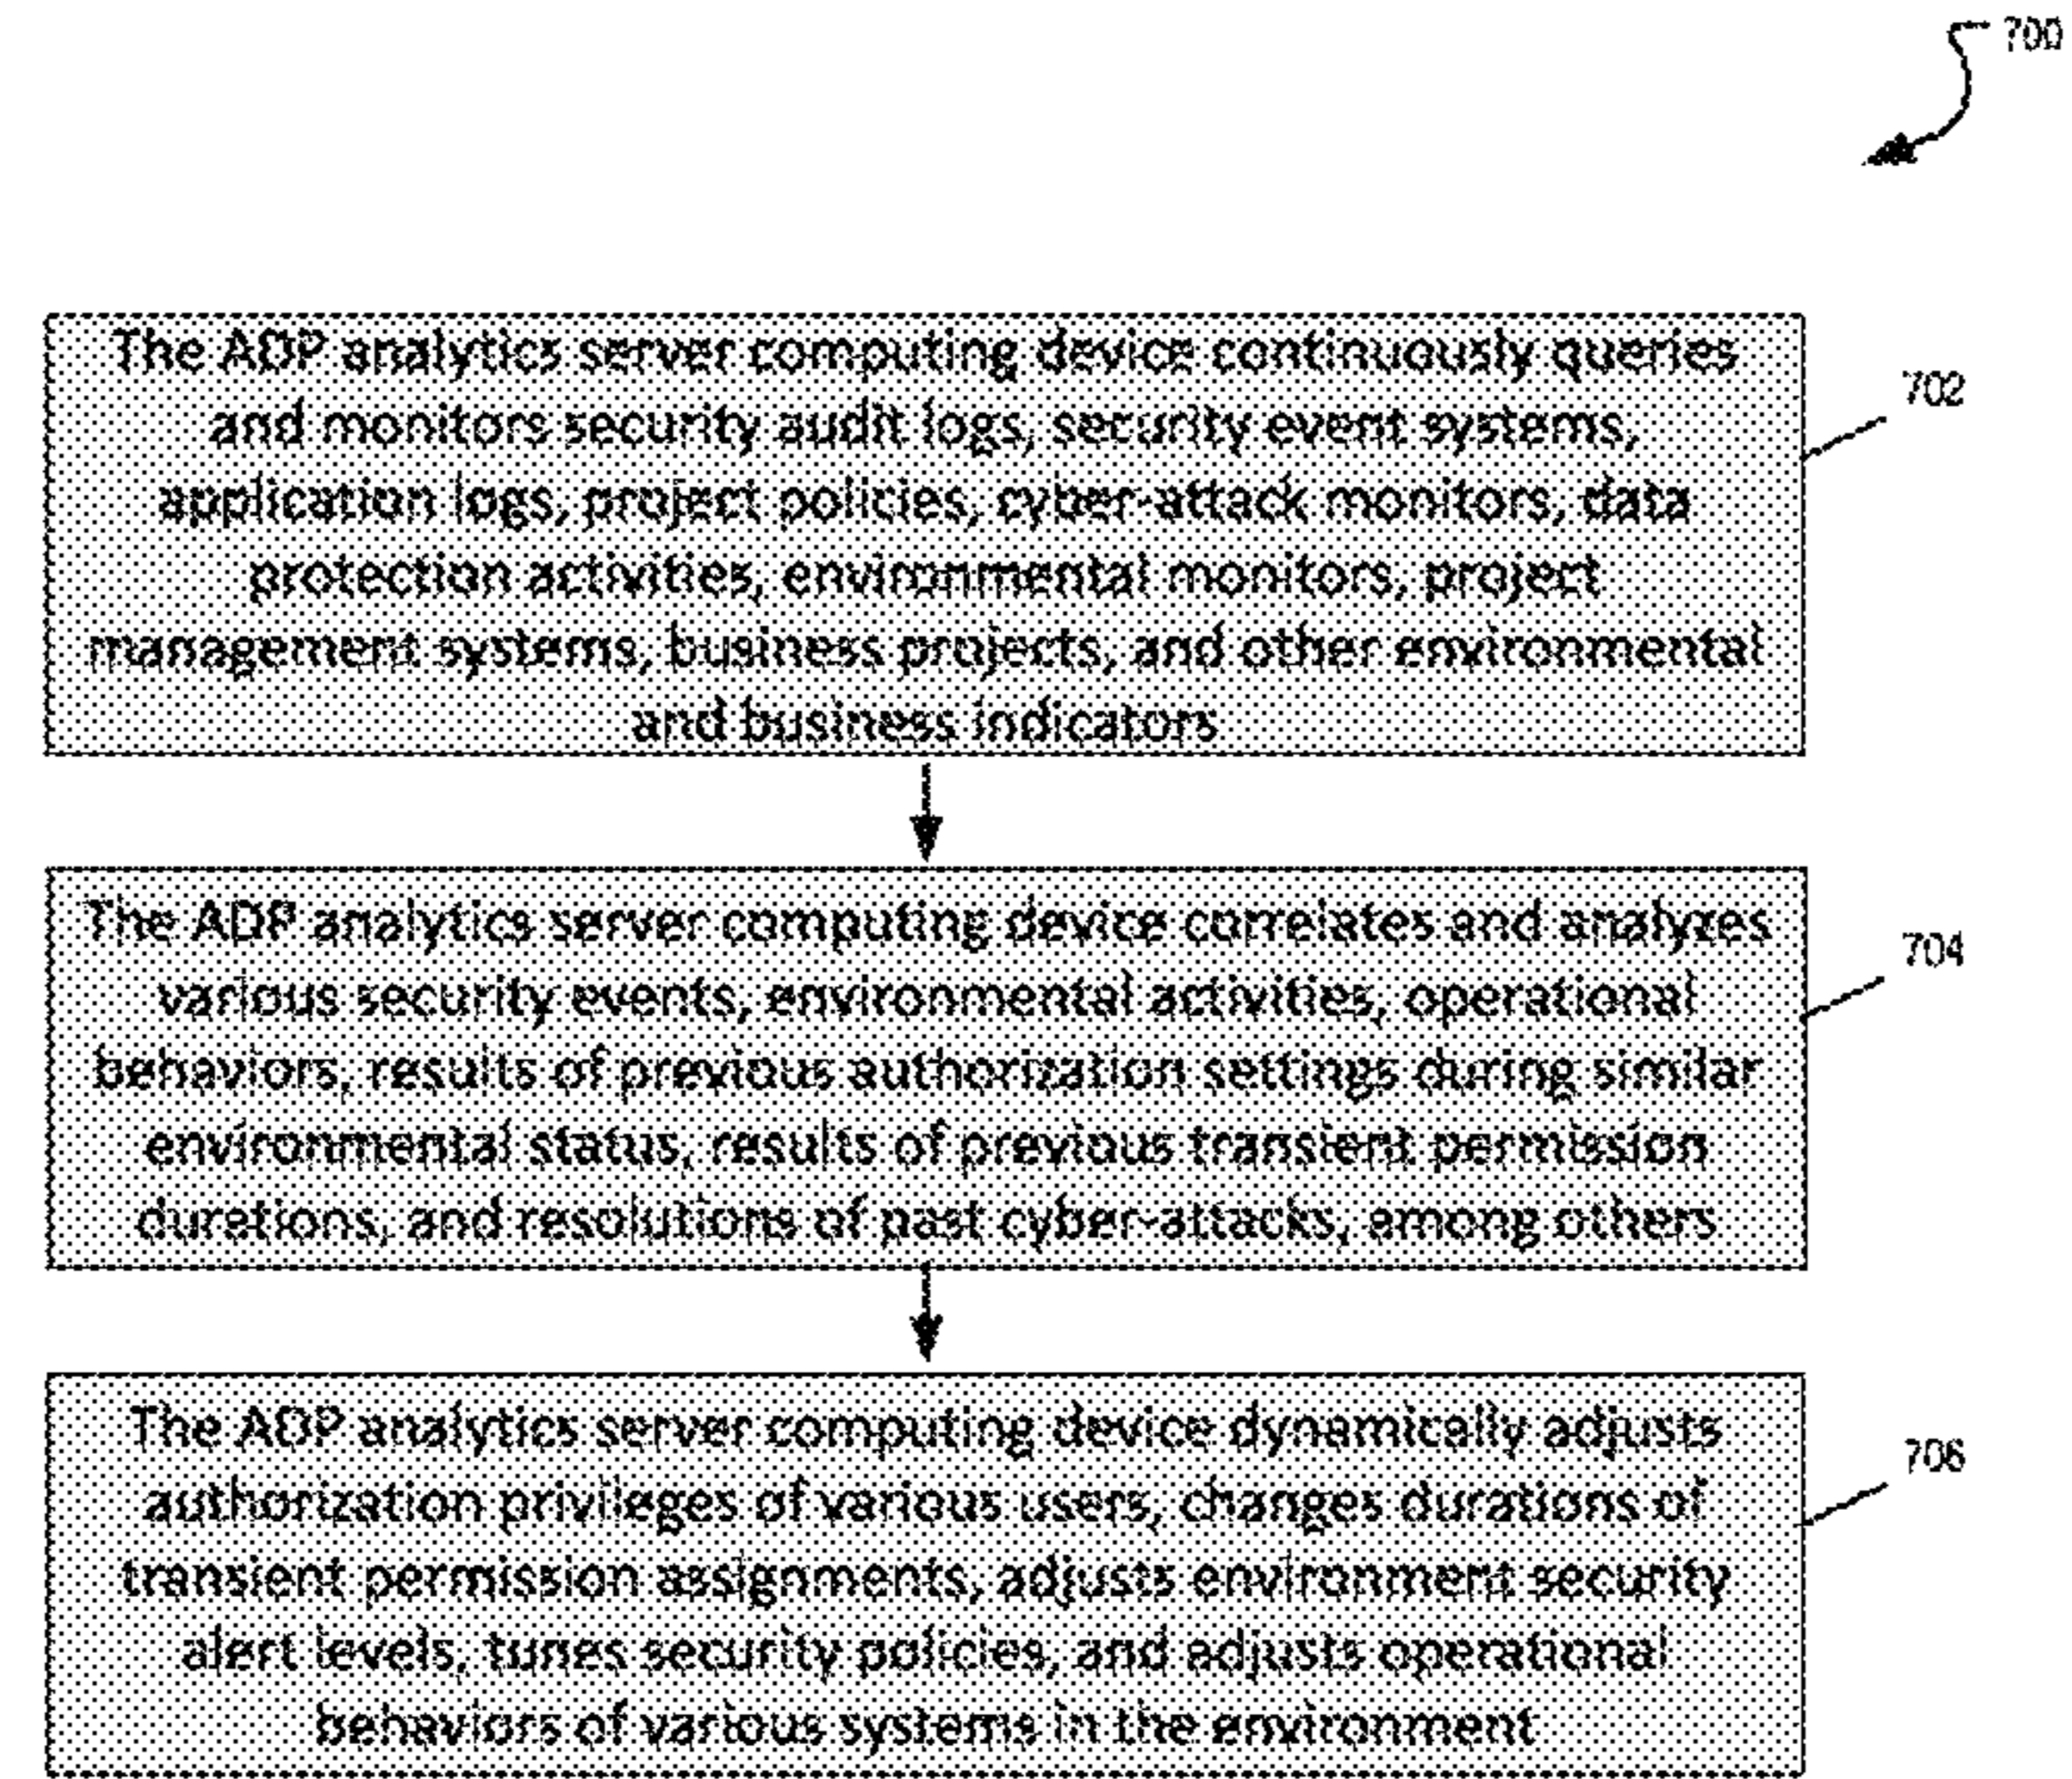 700
The ADP analytics server computing device continuously queries
and monitors security audit logs, security event systems,
application logs, project policies, cyber-attack monitors, data
protection activities, environmental monitors, project
management systems, business projects, and other environmental
and business indicators
702
The ADP analytics server computing device correlates and analyzes
various security events, environmental activities, operational
behaviors, results of previous authorization settings during similar
environmental status, results of previous transient permission
durations, and resolutions of past cyber-attacks, among others
704
The ADP analytics server computing device dynamically adjusts
authorization privileges of various users, changes durations of
transient permission assignments, adjusts environment security
alert levels, tunes security policies, and adjusts operational
behaviors of various systems in the environment
706